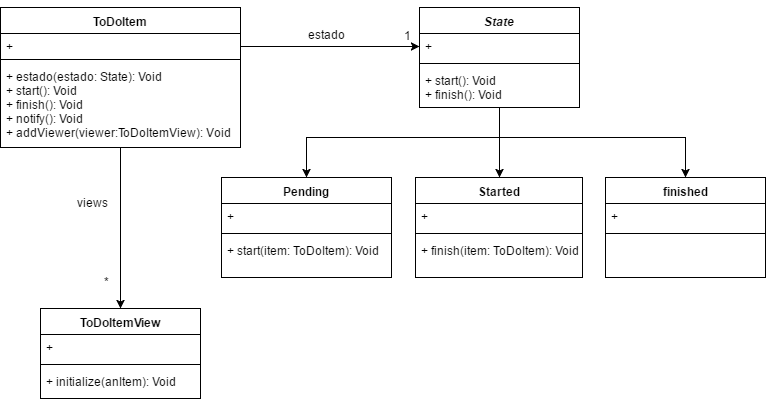 ToDoItem
+
+ estado(estado: State): Void
+ start(): Void
+ finish(): Void
+ notify(): Void
+ addViewer(viewer:ToDoItemView): Void
estado
1
State
+
+ start(): Void
+ finish(): Void
Pending
+
+ start(item: ToDoItem): Void
Started
+
+ finish(item: ToDoItem): Void
finished
+
views
*
ToDoItemView
+
+ initialize(anItem): Void